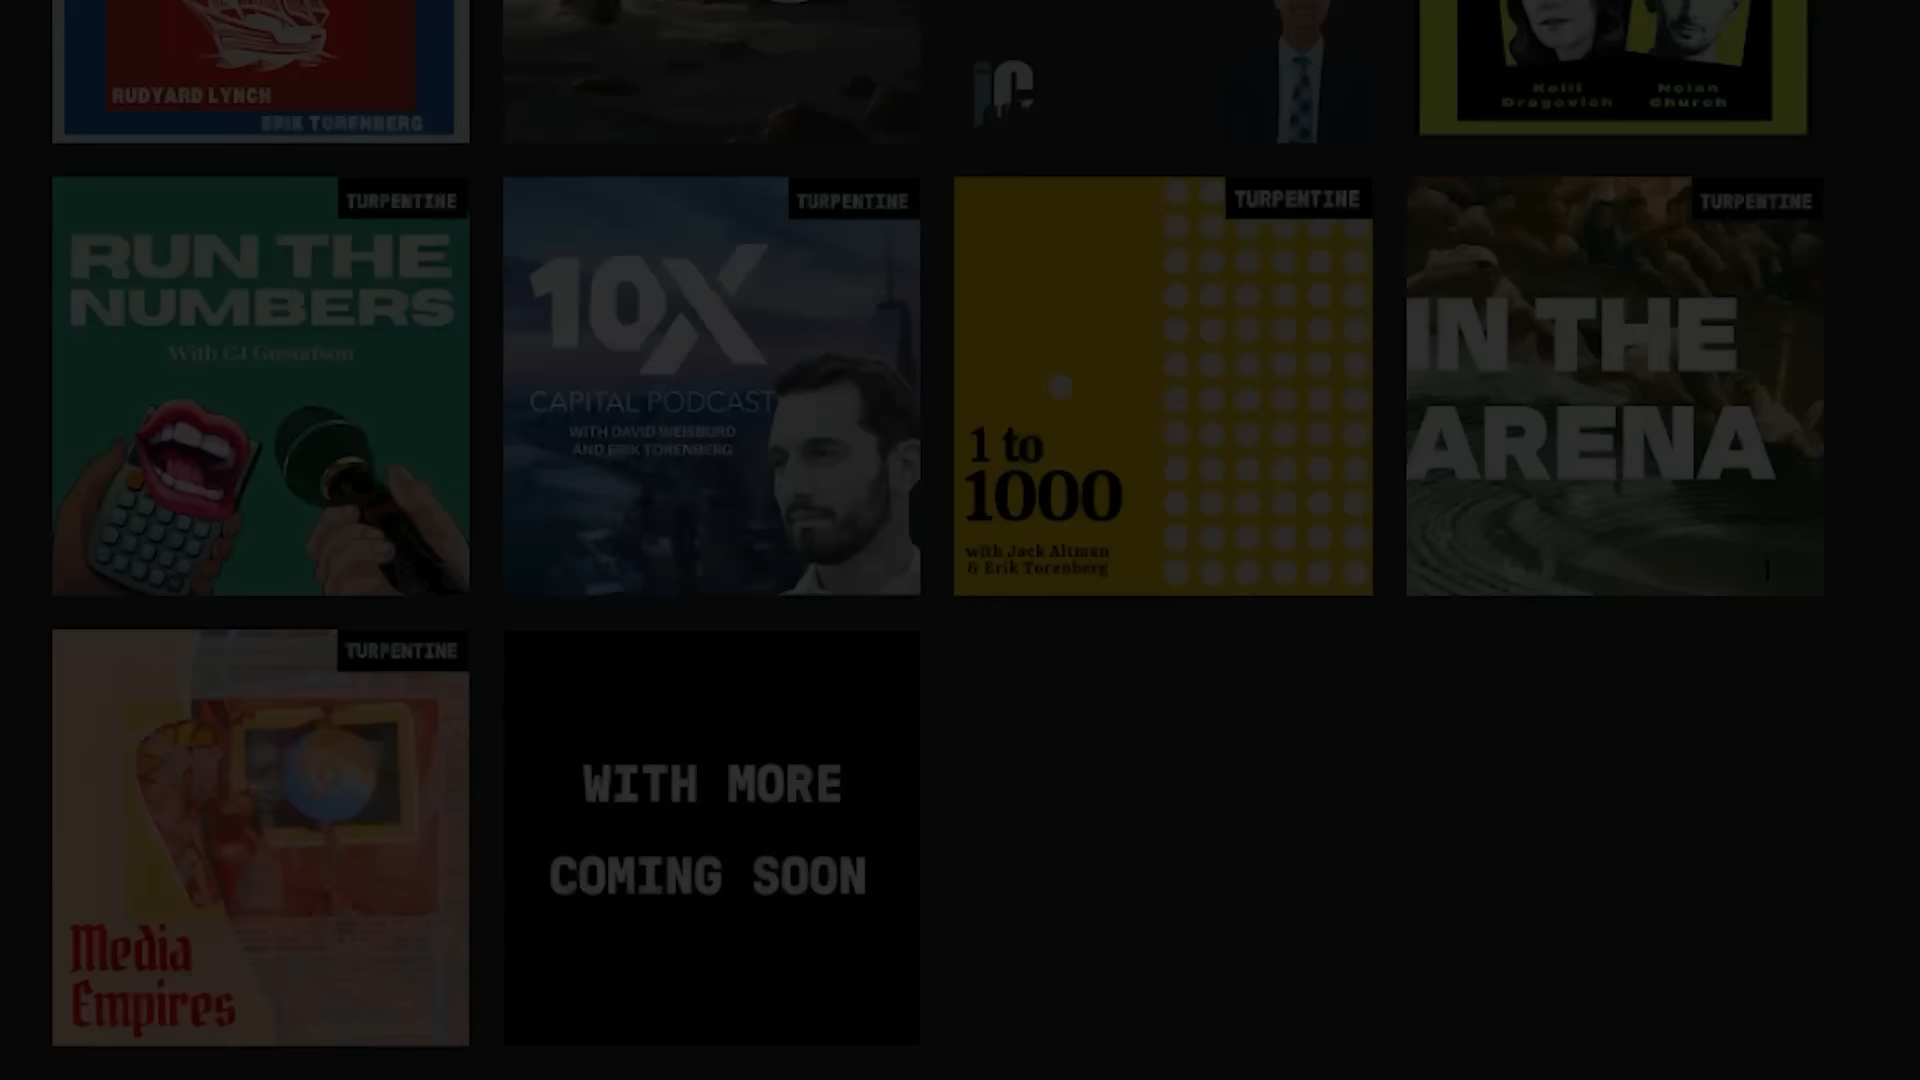 RUDYARD LYNCH
ERIK TORENBERG
Kelli
Dragovich
Nolan
Church
TURPENTINE
RUN THE
NUMBERS
With CJ Gustafson
TURPENTINE
10X
CAPITAL PODCAST
WITH DAVID WEISBURD
AND ERIK TORENBERG
TURPENTINE
1 to
1000
with Jack Altman
& Erik Torenberg
TURPENTINE
IN THE
ARENA
TURPENTINE
Media
Empires
WITH MORE
COMING SOON